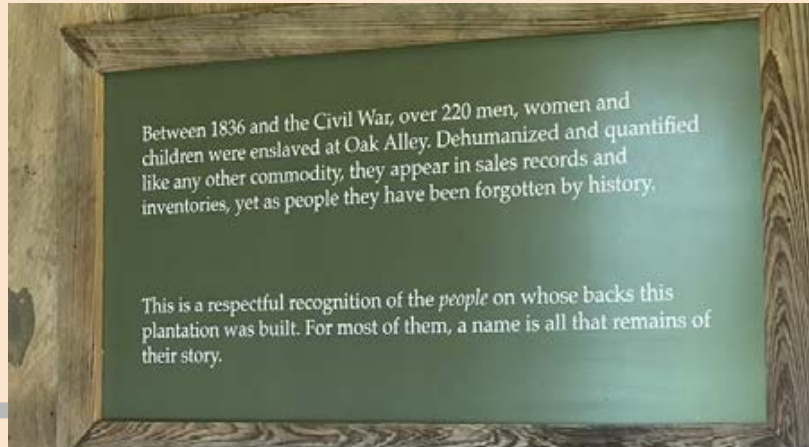 Between 1836 and the Civil War, over 220 men, women and
children were enslaved at Oak Alley. Dehumanized and quantified
like any other commodity, they appear in sales records and
inventories, yet as people they have been forgotten by history.
This is a respectful recognition of the people on whose backs this
plantation was built. For most of them, a name is all that remains of
their story.